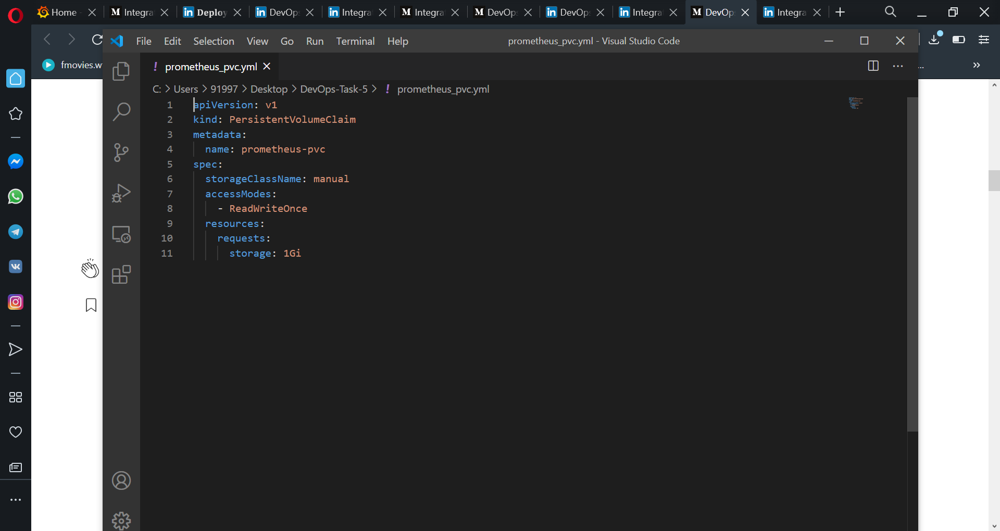 Home
Integra
Deploy
DevOp
Integra
Integra
DevOp
DevOp
Integra
DevOp
Integra
File Edit Selection View Go Run Terminal Help
prometheus_pvc.yml - Visual Studio Code
fmovies.w
! prometheus_pvc.yml
...
C: > Users > 91997 > Desktop > DevOps-Task-5 > ! prometheus_pvc.yml
1 apiVersion: v1
2 kind: PersistentVolumeClaim
3 metadata:
4 name: prometheus-pvc
5 spec:
6 storageClassName: manual
7 accessModes:
8 - ReadWriteOnce
9 resources:
10 requests:
11 storage: 1Gi